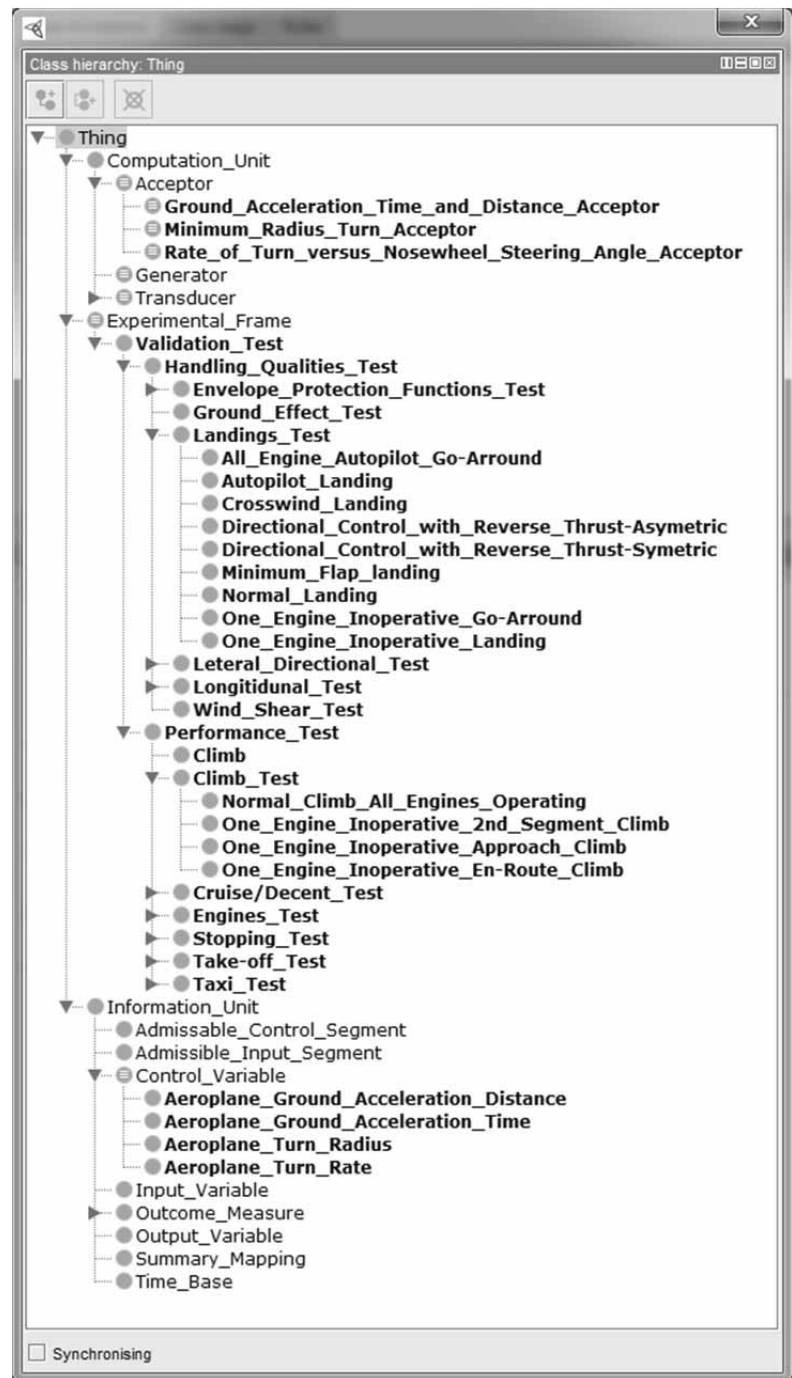 Class hierarchy: Thing
Thing
Computation_Unit
Acceptor
Ground_Acceleration_Time_and_Distance_Acceptor
Minimum_Radius_Turn_Acceptor
Rate_of_Turn_versus_Nosewheel_Steering_Angle_Acceptor
Generator
Transducer
Experimental_Frame
Validation_Test
Handling_Qualities_Test
Envelope_Protection_Functions_Test
Ground_Effect_Test
Landings_Test
All_Engine_Autopilot_Go-Arround
Autopilot_Landing
Crosswind_Landing
Directional_Control_with_Reverse_Thrust-Asymetric
Directional_Control_with_Reverse_Thrust-Symetric
Minimum_Flap_landing
Normal_Landing
One_Engine_Inoperative_Go-Arround
One_Engine_Inoperative_Landing
Leteral_Directional_Test
Longitidunal_Test
Wind_Shear_Test
Performance_Test
Climb
Climb_Test
Normal_Climb_All_Engines_Operating
One_Engine_Inoperative_2nd_Segment_Climb
One_Engine_Inoperative_Approach_Climb
One_Engine_Inoperative_En-Route_Climb
Cruise/Decent_Test
Engines_Test
Stopping_Test
Take-off_Test
Taxi_Test
Information_Unit
Admissable_Control_Segment
Admissible_Input_Segment
Control_Variable
Aeroplane_Ground_Acceleration_Distance
Aeroplane_Ground_Acceleration_Time
Aeroplane_Turn_Radius
Aeroplane_Turn_Rate
Input_Variable
Outcome_Measure
Output_Variable
Summary_Mapping
Time_Base
Synchronising